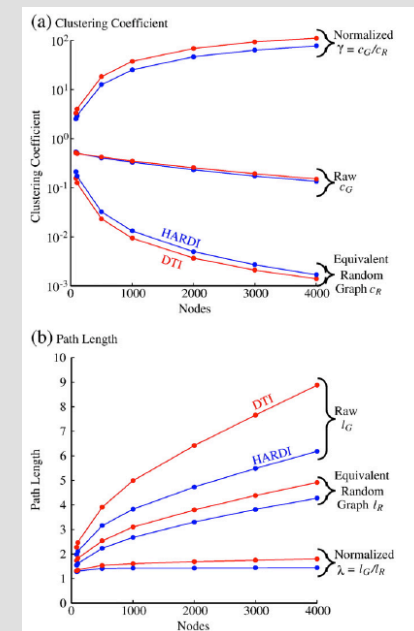 (a) Clustering Coefficient
Clustering Coefficient
10²
10¹
10⁰
10⁻¹
10⁻²
10⁻³
0
1000
2000
3000
4000
Nodes
HARDI
DTI
Normalized
γ = c_G/c_R
Raw
c_G
Equivalent
Random
Graph c_R
(b) Path Length
Path Length
10
9
8
7
6
5
4
3
2
1
0
0
1000
2000
3000
4000
Nodes
DTI
HARDI
Raw
l_G
Equivalent
Random
Graph ℓ_R
Normalized
λ = l_G/l_R